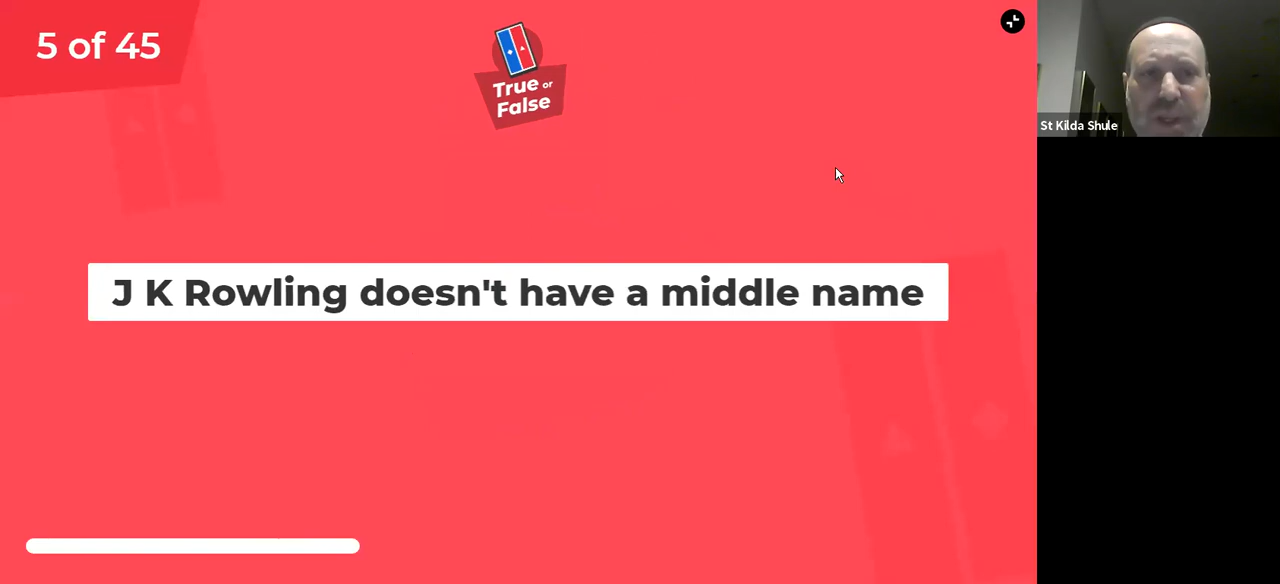 5 of 45
True or
False
St Kilda Shule
J K Rowling doesn't have a middle name